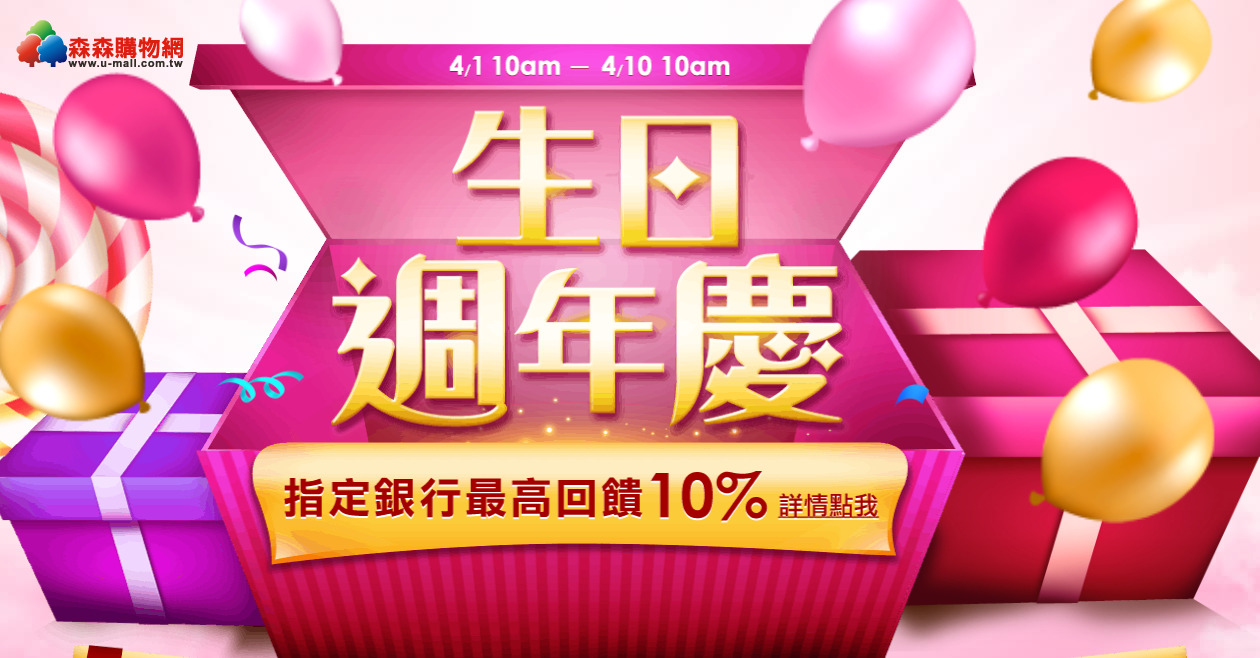 森森購物網
www.u-mall.com.tw
4/1 10am — 4/10 10am
生日
週年慶
指定銀行最高回饋10% 詳情點我